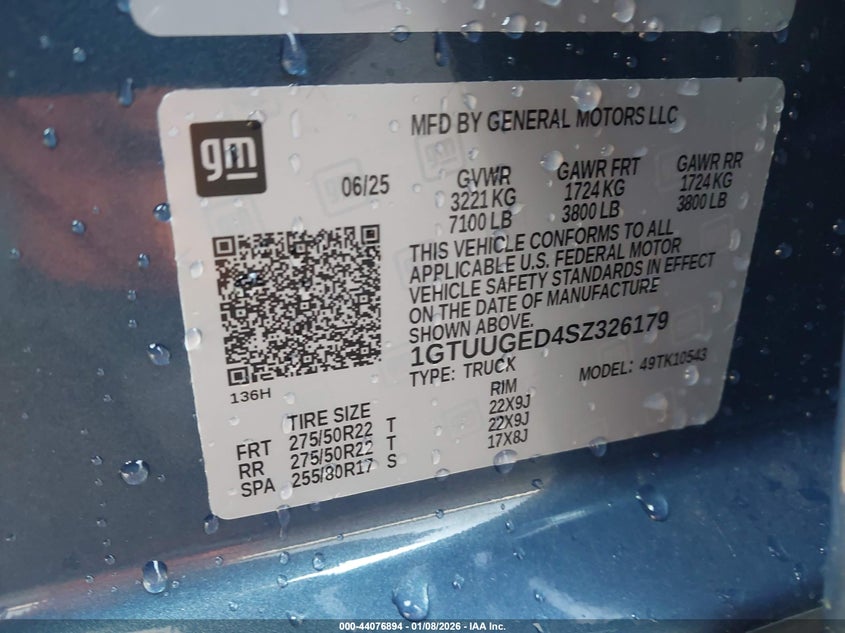 gm
MFD BY GENERAL MOTORS LLC
06/25
GVWR GAWR FRT GAWR RR
3221 KG 1724 KG 1724 KG
7100 LB 3800 LB 3800 LB
THIS VEHICLE CONFORMS TO ALL
APPLICABLE U.S. FEDERAL MOTOR
VEHICLE SAFETY STANDARDS IN EFFECT
ON THE DATE OF MANUFACTURE
SHOWN ABOVE.
1GTUUGED4SZ326179
TYPE: TRUCK MODEL: 49TK10543
136H
TIRE SIZE RIM
FRT 275/50R22 T 22X9J
RR 275/50R22 T 22X9J
SPA 255/80R17 S 17X8J
000-44076894 - 01/08/2026 - IAA Inc.